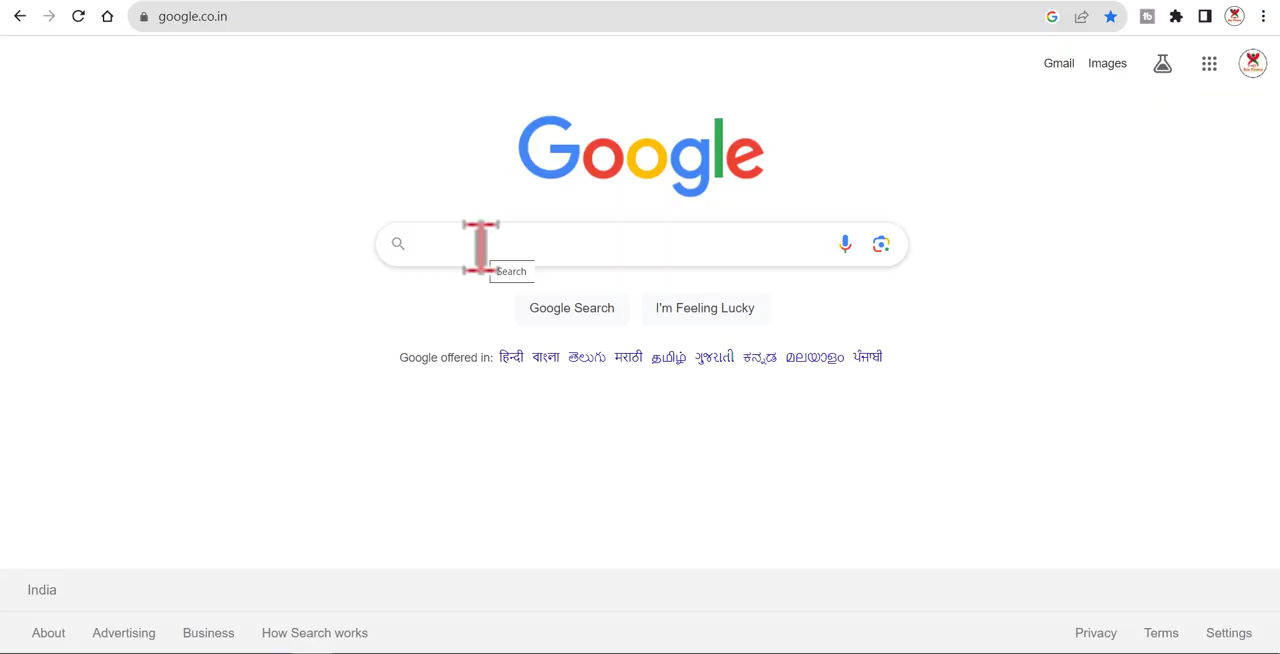 google.co.in
Gmail Images
Google
Search
Google Search I'm Feeling Lucky
Google offered in: हिन्दी বাংলা తెలుగు मराठी தமிழ் ગુજરાતી ಕನ್ನಡ മലയാളം ਪੰਜਾਬੀ
India
About Advertising Business How Search works Privacy Terms Settings